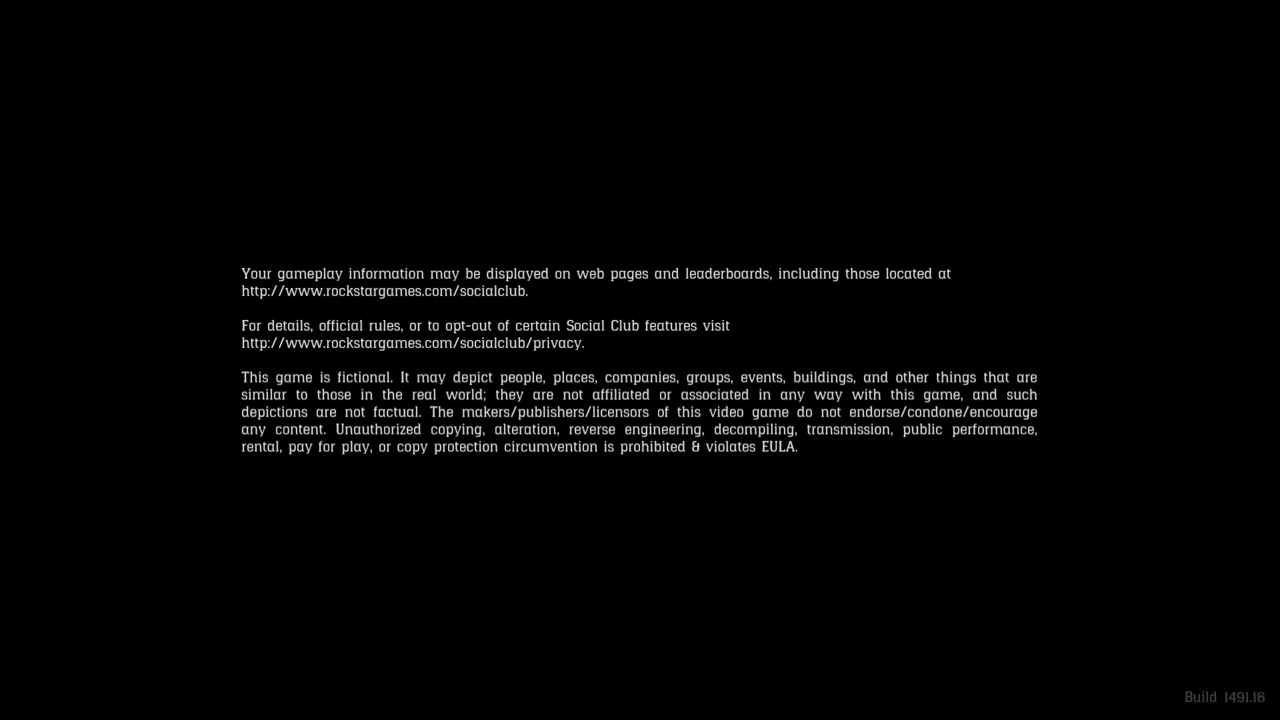 Your gameplay information may be displayed on web pages and leaderboards, including those located at
http://www.rockstargames.com/socialclub.
For details, official rules, or to opt-out of certain Social Club features visit
http://www.rockstargames.com/socialclub/privacy.
This game is fictional. It may depict people, places, companies, groups, events, buildings, and other things that are
similar to those in the real world; they are not affiliated or associated in any way with this game, and such
depictions are not factual. The makers/publishers/licensors of this video game do not endorse/condone/encourage
any content. Unauthorized copying, alteration, reverse engineering, decompiling, transmission, public performance,
rental, pay for play, or copy protection circumvention is prohibited & violates EULA.
Build 1491.16